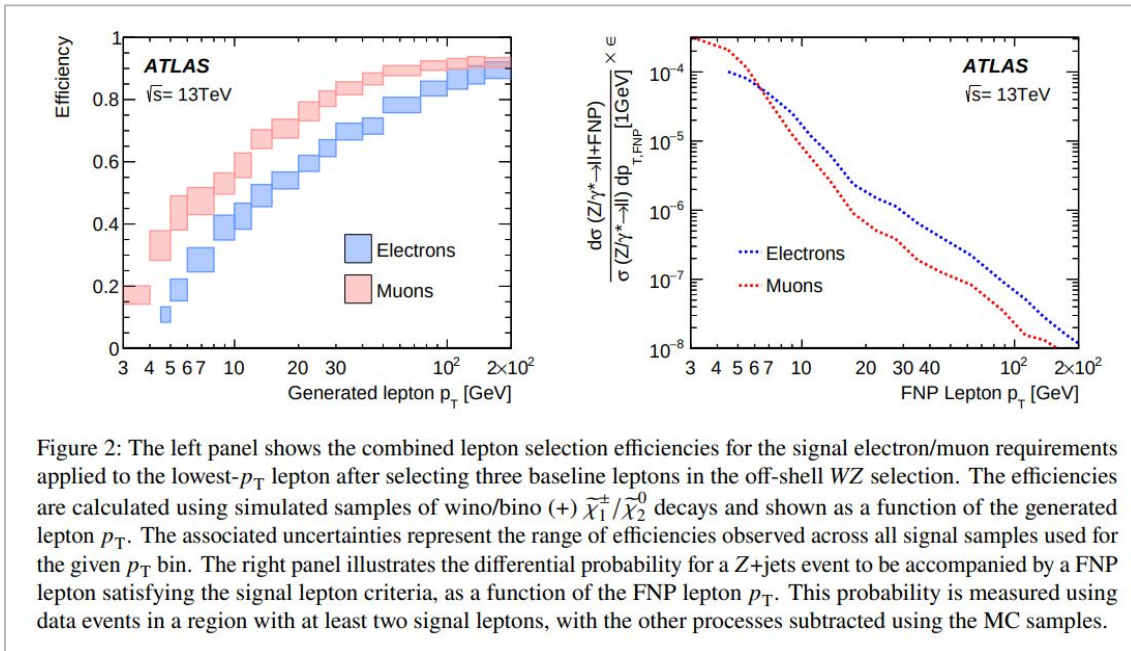 Efficiency
1
0.8
0.6
0.4
0.2
0
ATLAS
√s= 13TeV
Electrons
Muons
3 4 5 6 7 10 20 30 10² 2×10²
Generated lepton p_T [GeV]
dσ (Z/γ*→ll+FNP)
σ (Z/γ*→ll) dp_T,FNP [1GeV]
× ϵ
10⁻⁴
10⁻⁵
10⁻⁶
10⁻⁷
10⁻⁸
ATLAS
√s= 13TeV
Electrons
Muons
3 4 5 6 7 10 20 30 40 10² 2×10²
FNP Lepton p_T [GeV]
Figure 2: The left panel shows the combined lepton selection efficiencies for the signal electron/muon requirements
applied to the lowest-p_T lepton after selecting three baseline leptons in the off-shell WZ selection. The efficiencies
are calculated using simulated samples of wino/bino (+) χ̃₁±/χ̃₂⁰ decays and shown as a function of the generated
lepton p_T. The associated uncertainties represent the range of efficiencies observed across all signal samples used for
the given p_T bin. The right panel illustrates the differential probability for a Z+jets event to be accompanied by a FNP
lepton satisfying the signal lepton criteria, as a function of the FNP lepton p_T. This probability is measured using
data events in a region with at least two signal leptons, with the other processes subtracted using the MC samples.